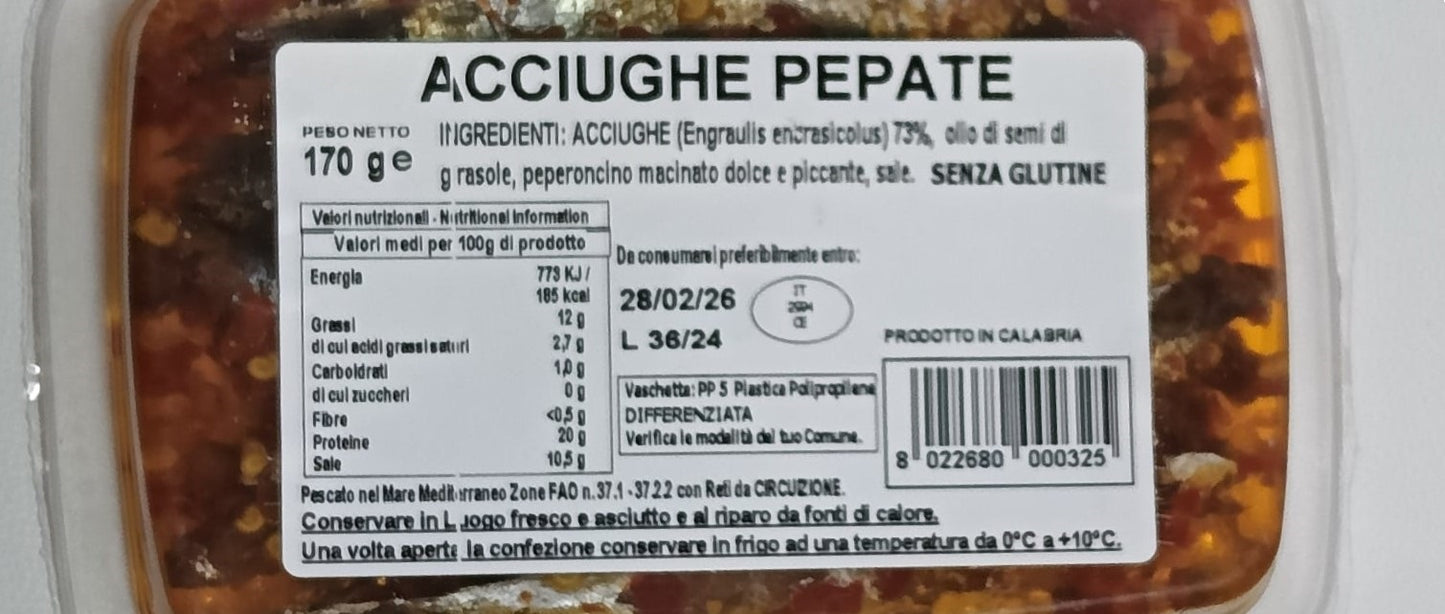 ACCIUGHE PEPATE
PESO NETTO
170 g e
INGREDIENTI: ACCIUGHE (Engraulis encrasicolus) 73%, olio di semi di
g rasole, peperoncino macinato dolce e piccante, sale. SENZA GLUTINE
Valori nutrizionali - Nutritional Information
Valori medi per 100g di prodotto
Energia 773 KJ /
185 kcal
Grassi 12 g
di cui acidi grassi saturi 2,7 g
Carboidrati 1,0 g
di cui zuccheri 0 g
Fibre <0,5 g
Proteine 20 g
Sale 10,5 g
Da consumarsi preferibilmente entro:
28/02/26
L 36/24
IT
CE
Vaschetta: PP 5 Plastica Polipropilene
DIFFERENZIATA
Verifica le modalità del tuo Comune.
PRODOTTO IN CALABRIA
8 022680 000325
Pescato nel Mare Mediterraneo Zone FAO n. 37.1 - 37.2.2 con Reti da CIRCUZIONE.
Conservare in L uogo fresco e asciutto e al riparo da fonti di calore.
Una volta aperta la confezione conservare in frigo ad una temperatura da 0°C a +10°C.